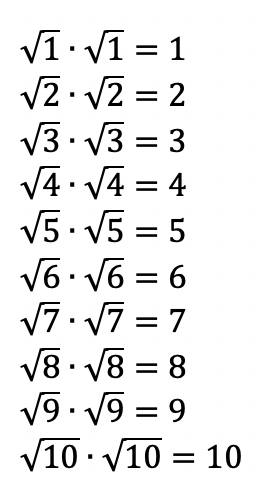 √1 · √1 = 1
√2 · √2 = 2
√3 · √3 = 3
√4 · √4 = 4
√5 · √5 = 5
√6 · √6 = 6
√7 · √7 = 7
√8 · √8 = 8
√9 · √9 = 9
√10 · √10 = 10